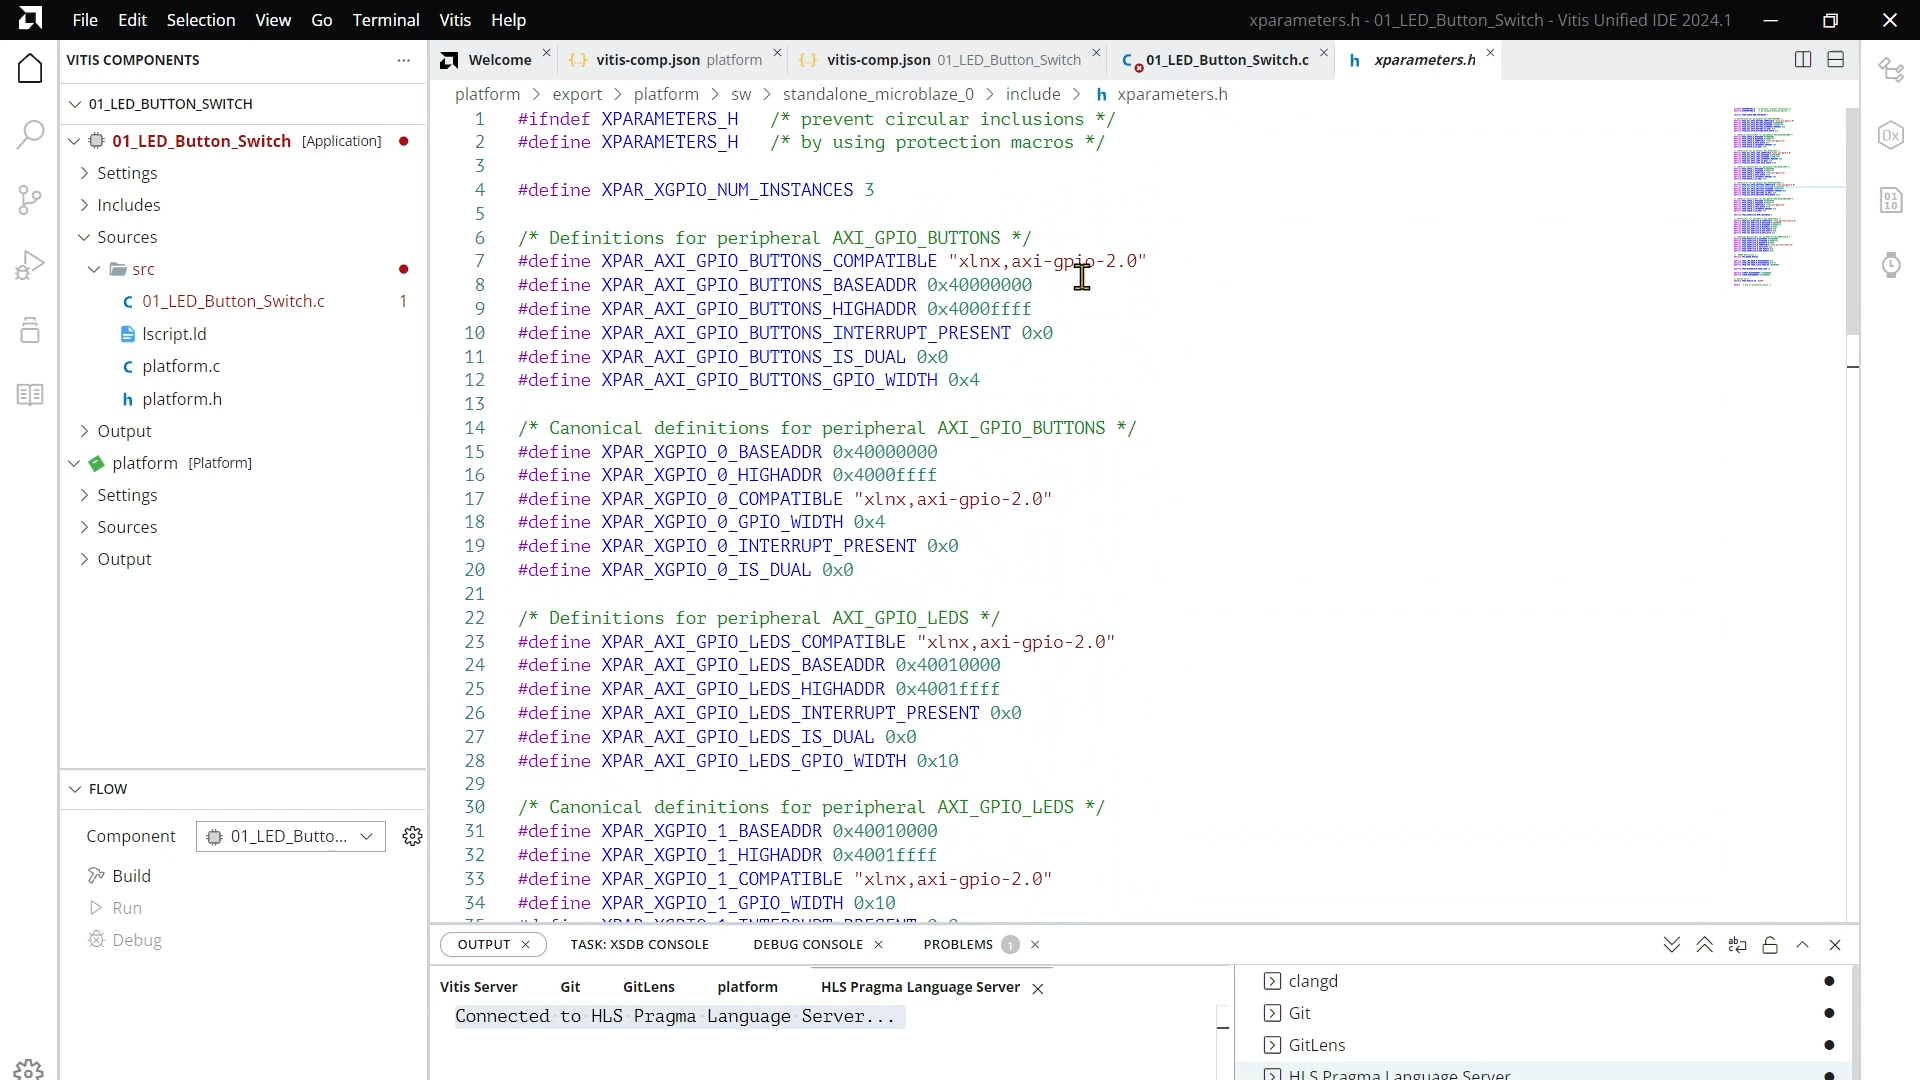 File Edit Selection View Go Terminal Vitis Help
xparameters.h - 01_LED_Button_Switch - Vitis Unified IDE 2024.1
VITIS COMPONENTS
01_LED_BUTTON_SWITCH
01_LED_Button_Switch [Application]
Settings
Includes
Sources
src
01_LED_Button_Switch.c 1
lscript.ld
platform.c
platform.h
Output
platform [Platform]
Settings
Sources
Output
FLOW
Component 01_LED_Butto...
Build
Run
Debug
Welcome
vitis-comp.json platform
vitis-comp.json 01_LED_Button_Switch
01_LED_Button_Switch.c
xparameters.h
platform > export > platform > sw > standalone_microblaze_0 > include > h xparameters.h
1 #ifndef XPARAMETERS_H /* prevent circular inclusions */
2 #define XPARAMETERS_H /* by using protection macros */
3
4 #define XPAR_XGPIO_NUM_INSTANCES 3
5
6 /* Definitions for peripheral AXI_GPIO_BUTTONS */
7 #define XPAR_AXI_GPIO_BUTTONS_COMPATIBLE "xlnx,axi-gpio-2.0"
8 #define XPAR_AXI_GPIO_BUTTONS_BASEADDR 0x40000000
9 #define XPAR_AXI_GPIO_BUTTONS_HIGHADDR 0x4000ffff
10 #define XPAR_AXI_GPIO_BUTTONS_INTERRUPT_PRESENT 0x0
11 #define XPAR_AXI_GPIO_BUTTONS_IS_DUAL 0x0
12 #define XPAR_AXI_GPIO_BUTTONS_GPIO_WIDTH 0x4
13
14 /* Canonical definitions for peripheral AXI_GPIO_BUTTONS */
15 #define XPAR_XGPIO_0_BASEADDR 0x40000000
16 #define XPAR_XGPIO_0_HIGHADDR 0x4000ffff
17 #define XPAR_XGPIO_0_COMPATIBLE "xlnx,axi-gpio-2.0"
18 #define XPAR_XGPIO_0_GPIO_WIDTH 0x4
19 #define XPAR_XGPIO_0_INTERRUPT_PRESENT 0x0
20 #define XPAR_XGPIO_0_IS_DUAL 0x0
21
22 /* Definitions for peripheral AXI_GPIO_LEDS */
23 #define XPAR_AXI_GPIO_LEDS_COMPATIBLE "xlnx,axi-gpio-2.0"
24 #define XPAR_AXI_GPIO_LEDS_BASEADDR 0x40010000
25 #define XPAR_AXI_GPIO_LEDS_HIGHADDR 0x4001ffff
26 #define XPAR_AXI_GPIO_LEDS_INTERRUPT_PRESENT 0x0
27 #define XPAR_AXI_GPIO_LEDS_IS_DUAL 0x0
28 #define XPAR_AXI_GPIO_LEDS_GPIO_WIDTH 0x10
29
30 /* Canonical definitions for peripheral AXI_GPIO_LEDS */
31 #define XPAR_XGPIO_1_BASEADDR 0x40010000
32 #define XPAR_XGPIO_1_HIGHADDR 0x4001ffff
33 #define XPAR_XGPIO_1_COMPATIBLE "xlnx,axi-gpio-2.0"
34 #define XPAR_XGPIO_1_GPIO_WIDTH 0x10
OUTPUT TASK: XSDB CONSOLE DEBUG CONSOLE PROBLEMS 1
Vitis Server Git GitLens platform HLS Pragma Language Server
Connected to HLS Pragma Language Server...
clangd
Git
GitLens
HLS Pragma Language Server